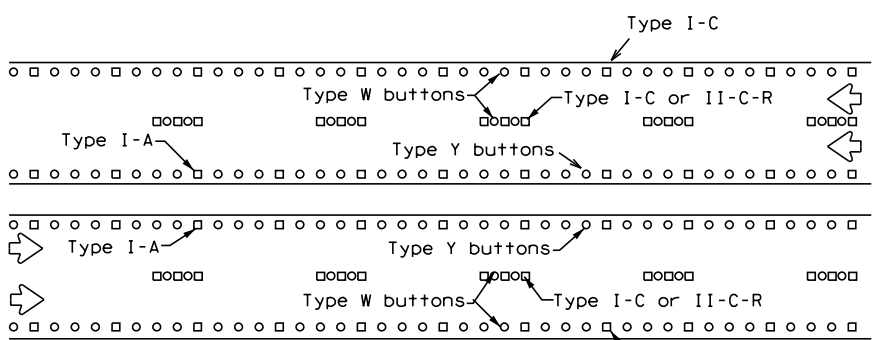 Type I-C
Type W buttons
Type I-C or II-C-R
Type I-A
Type Y buttons
Type I-A
Type Y buttons
Type W buttons
Type I-C or II-C-R